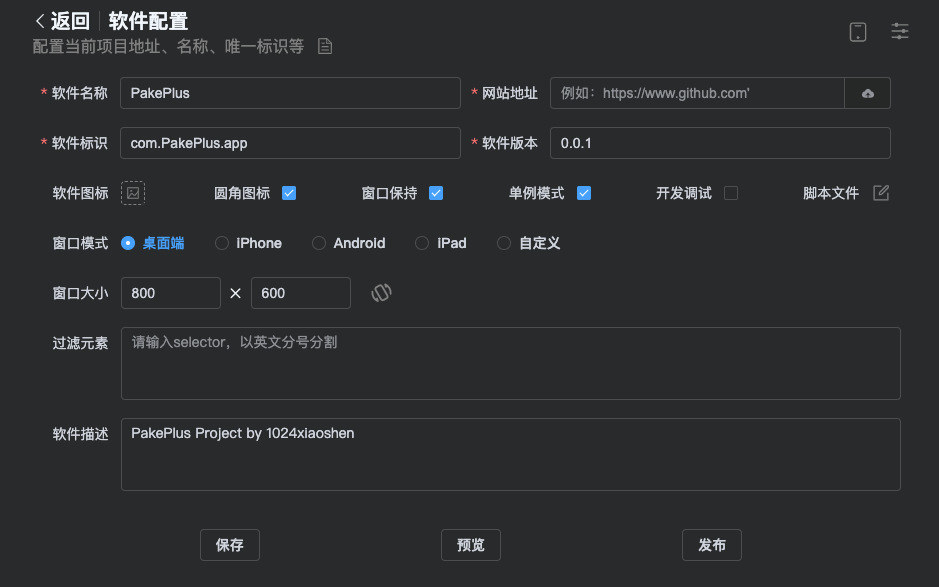 返回 软件配置
配置当前项目地址、名称、唯一标识等
* 软件名称 PakePlus * 网站地址 例如：https://www.github.com'
* 软件标识 com.PakePlus.app * 软件版本 0.0.1
软件图标 圆角图标 窗口保持 单例模式 开发调试 脚本文件
窗口模式 桌面端 iPhone Android iPad 自定义
窗口大小 800 × 600
过滤元素 请输入selector，以英文分号分割
软件描述 PakePlus Project by 1024xiaoshen
保存 预览 发布